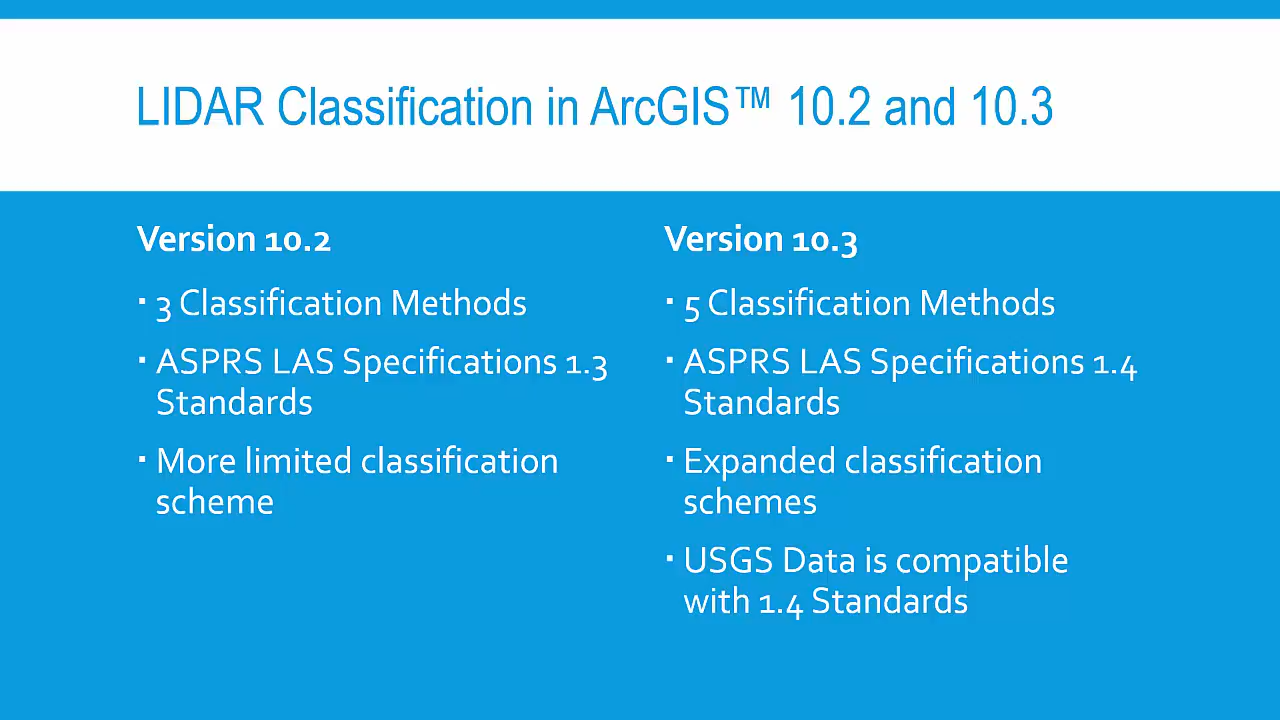 LIDAR Classification in ArcGIS™ 10.2 and 10.3
Version 10.2
▪ 3 Classification Methods
▪ ASPRS LAS Specifications 1.3
Standards
▪ More limited classification
scheme
Version 10.3
▪ 5 Classification Methods
▪ ASPRS LAS Specifications 1.4
Standards
▪ Expanded classification
schemes
▪ USGS Data is compatible
with 1.4 Standards